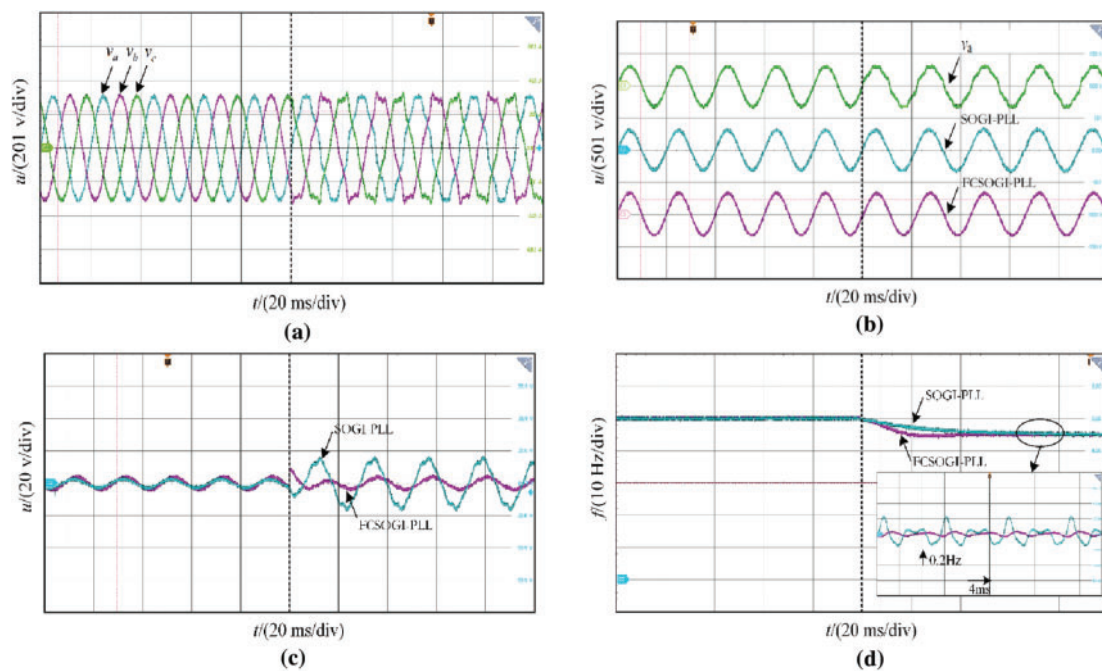 v_a v_b v_c
u/(201 v/div)
t/(20 ms/div)
(a)
v_a
SOGI-PLL
FCSOGI-PLL
u/(501 v/div)
t/(20 ms/div)
(b)
SOGI PLL
FCSOGI-PLL
u/(20 v/div)
t/(20 ms/div)
(c)
SOGI-PLL
FCSOGI-PLL
0.2Hz
4ms
f/(10 Hz/div)
t/(20 ms/div)
(d)